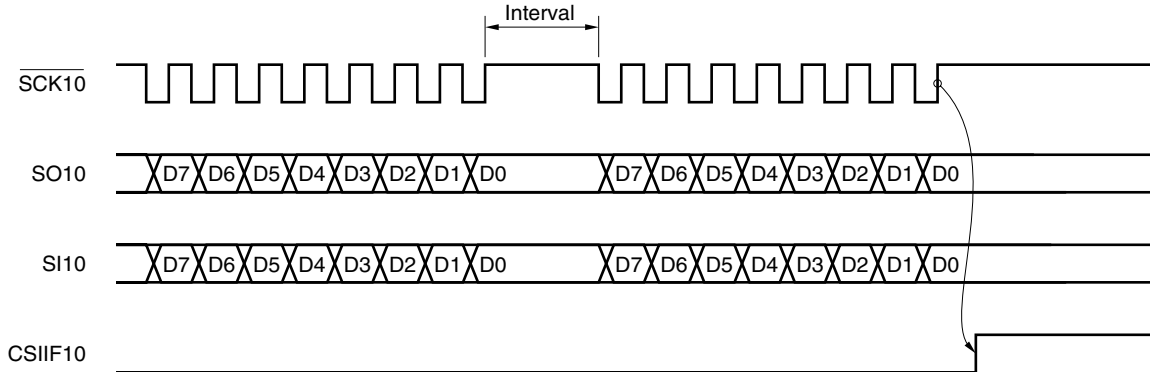 Interval
SCK10
SO10 D7 D6 D5 D4 D3 D2 D1 D0 D7 D6 D5 D4 D3 D2 D1 D0
SI10 D7 D6 D5 D4 D3 D2 D1 D0 D7 D6 D5 D4 D3 D2 D1 D0
CSIIF10